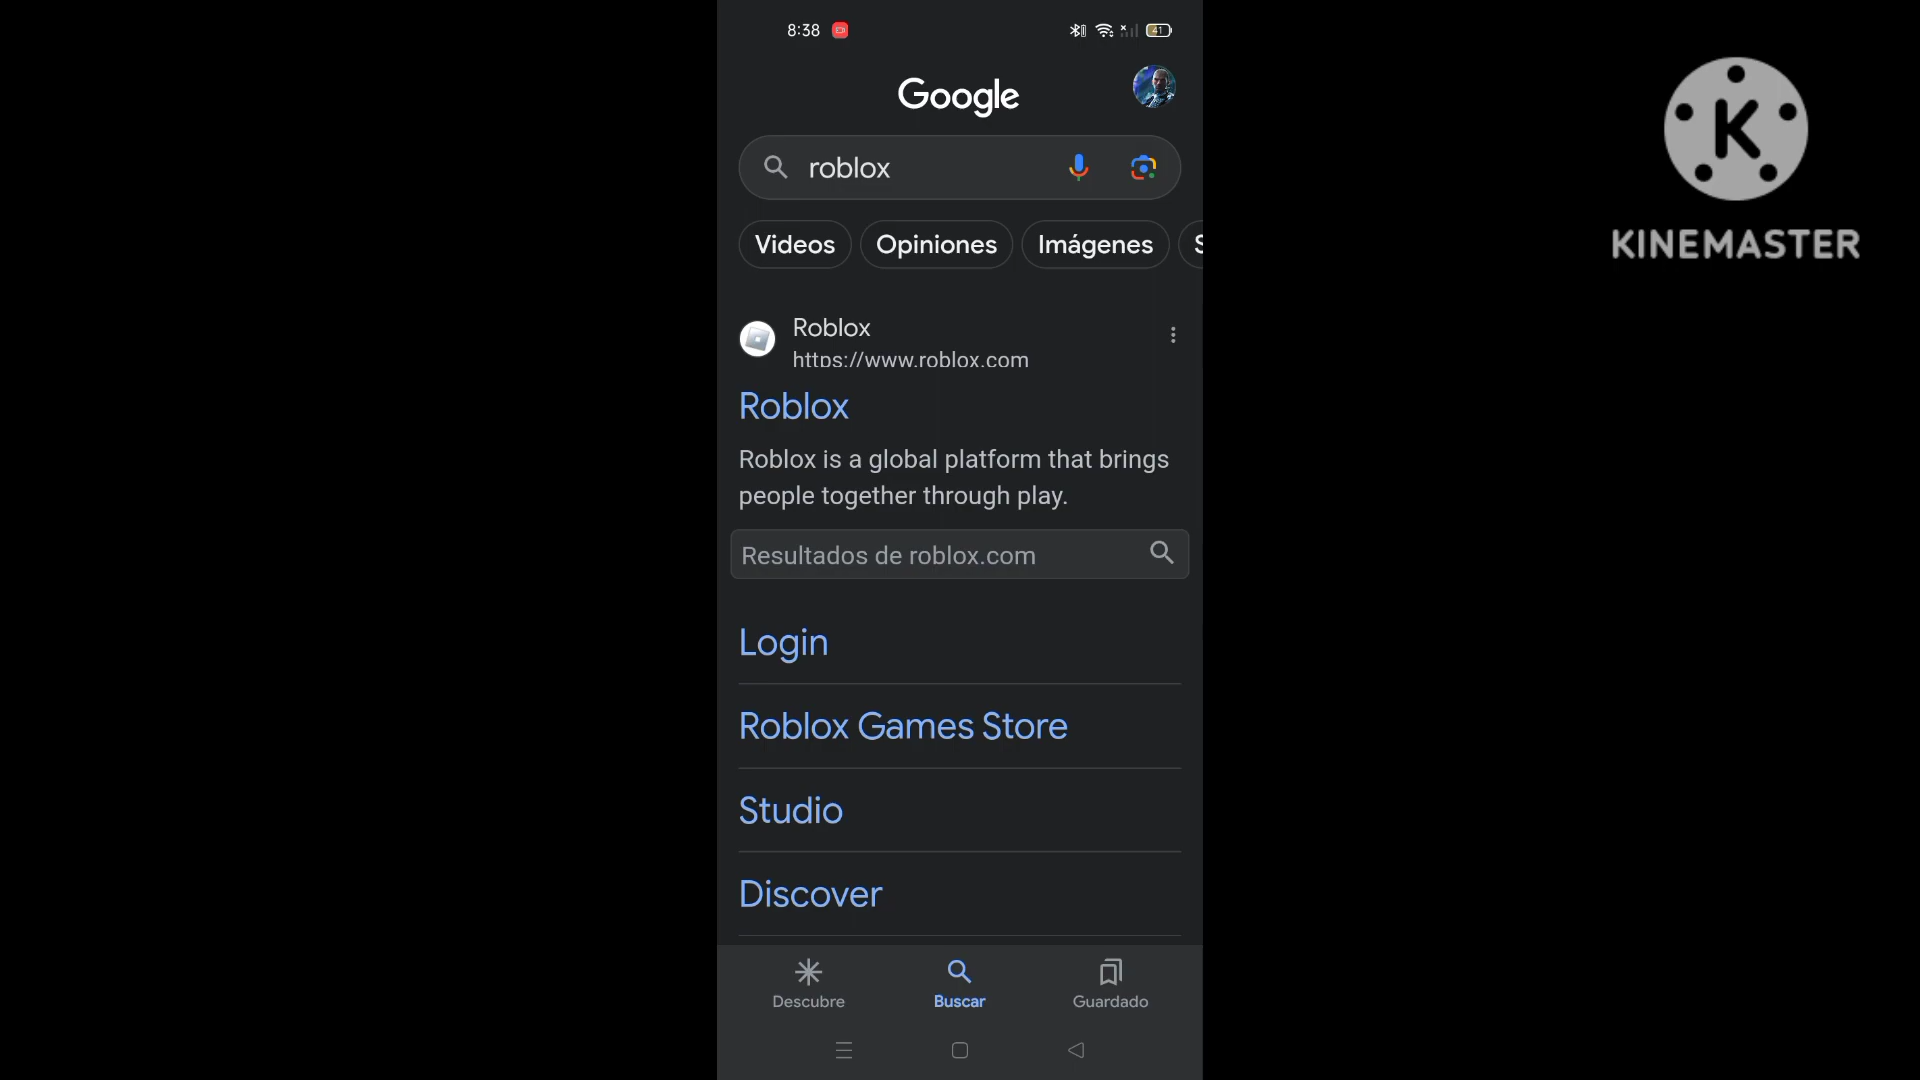 8:38
41
Google
K
KINEMASTER
roblox
Videos
Opiniones
Imágenes
S
Roblox
https://www.roblox.com
Roblox
Roblox is a global platform that brings
people together through play.
Resultados de roblox.com
Login
Roblox Games Store
Studio
Discover
Descubre
Buscar
Guardado